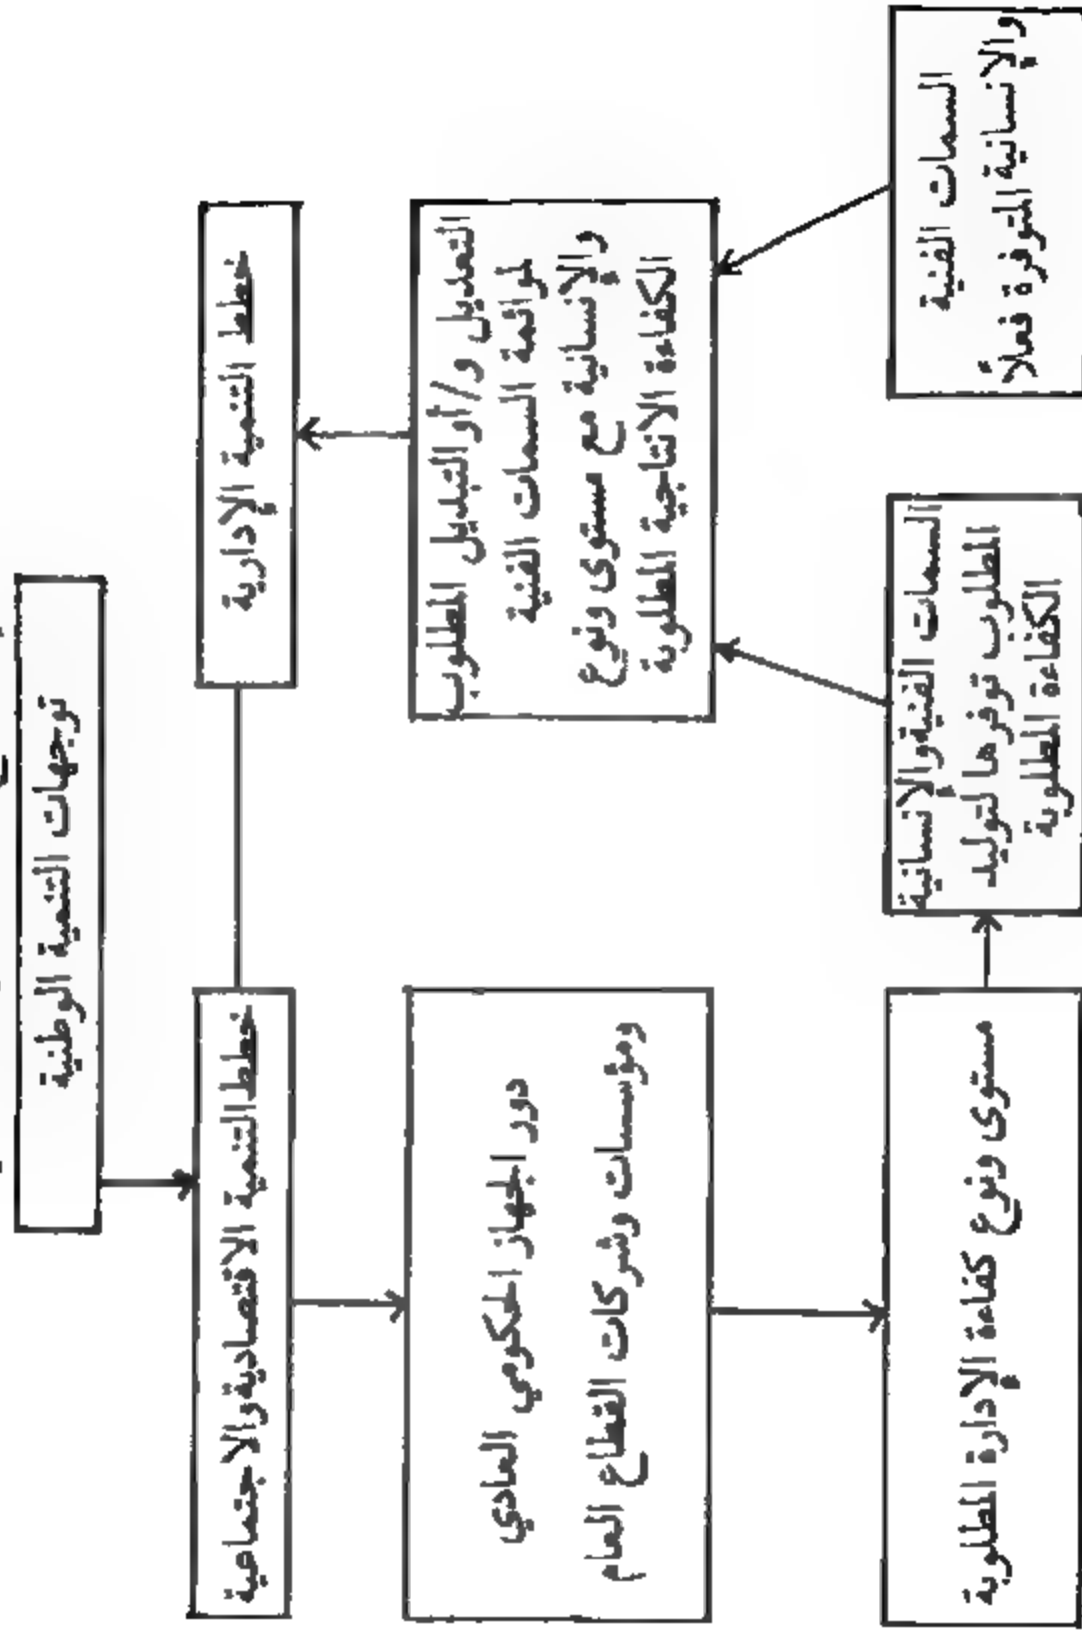 توجهات التنمية الوطنية
خطط التنمية الإدارية
خطط التنمية الاقتصادية والاجتماعية
التعديل و/أو التبديل المطلوب
لموائمة السمات الفنية
والإنسانية مع مستوى ونوع
الكفاءة الانتاجية المطلوبة
دور الجهاز الحكومي العادي
ومؤسسات وشركات القطاع العام
السمات الفنية
والإنسانية المتوفرة فعلاً
السمات الفنية والإنسانية
المطلوب توفرها لتوليد
الكفاءة المطلوبة
مستوى ونوع كفاءة الإدارة المطلوبة